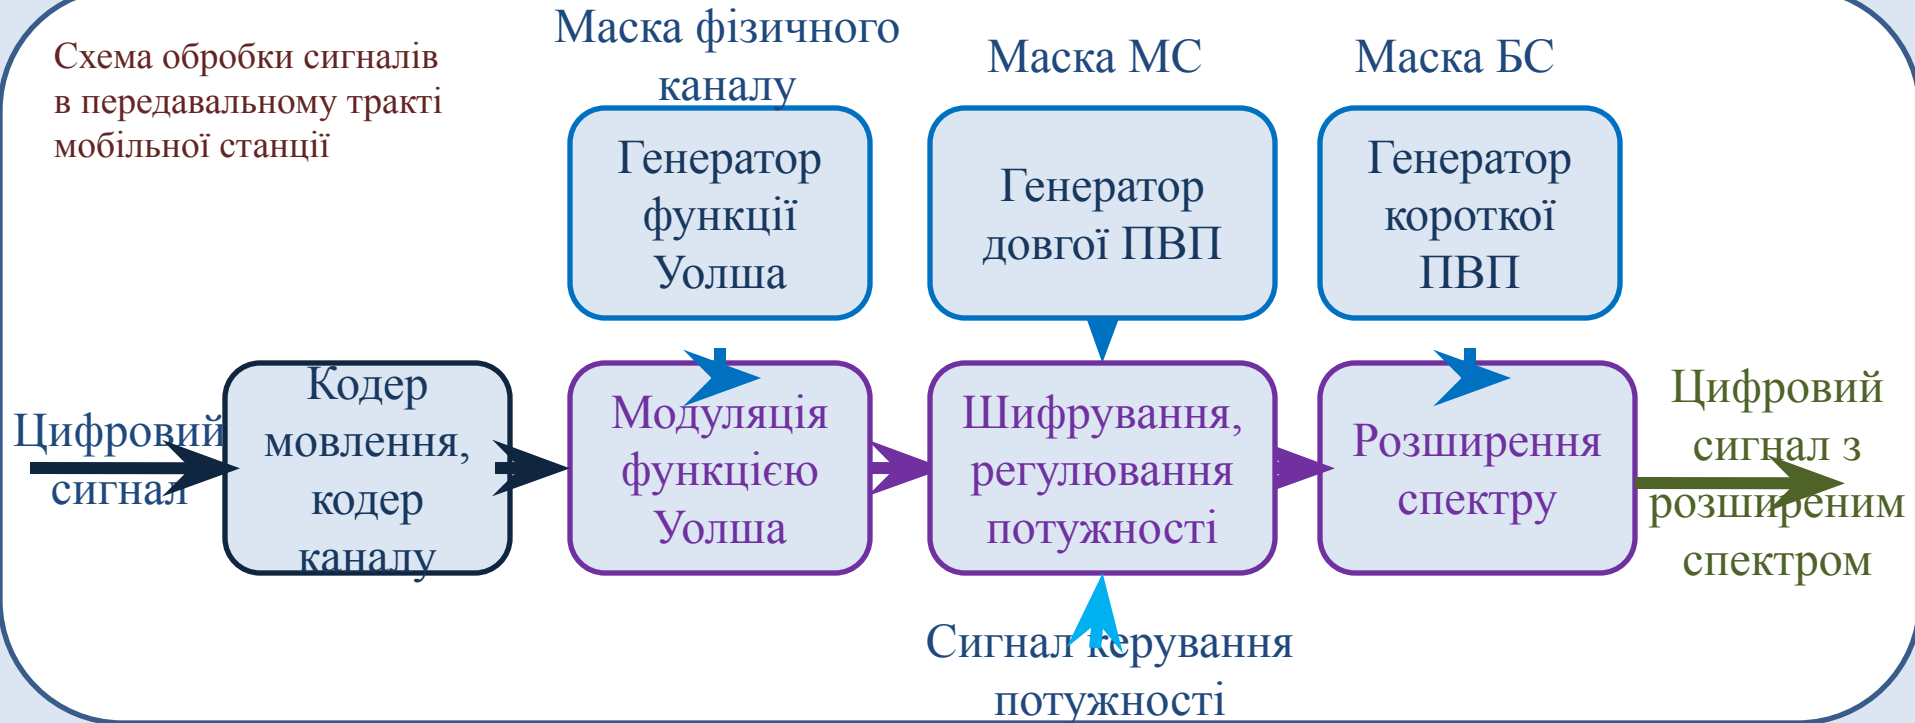 Схема обробки сигналів
в передавальному тракті
мобільної станції
Маска фізичного
каналу
Маска МС
Маска БС
Генератор
функції
Уолша
Генератор
довгої ПВП
Генератор
короткої
ПВП
Цифровий
сигнал
Кодер
мовлення,
кодер
каналу
Модуляція
функцією
Уолша
Шифрування,
регулювання
потужності
Розширення
спектру
Цифровий
сигнал з
розширеним
спектром
Сигнал керування
потужності